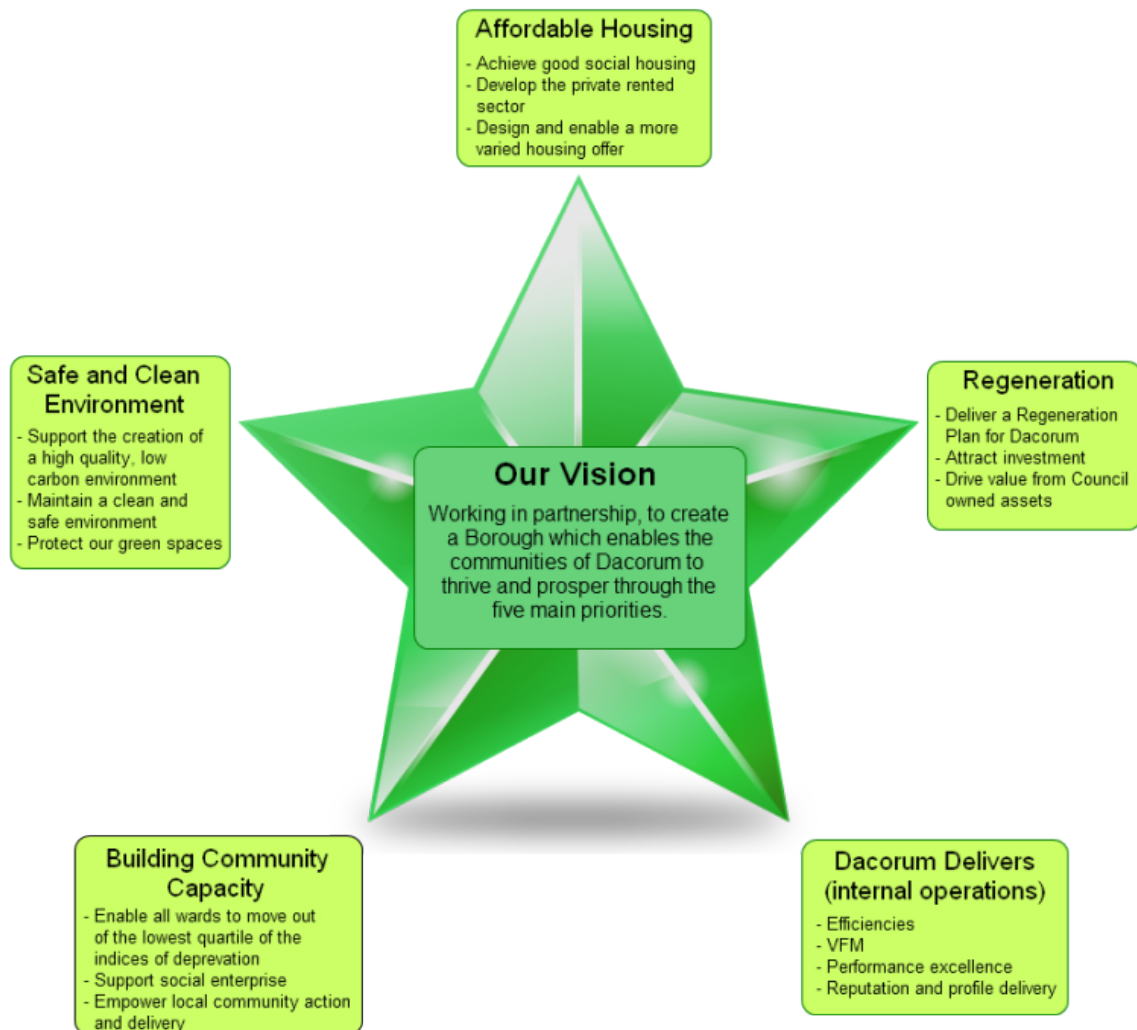 Affordable Housing
- Achieve good social housing
- Develop the private rented
sector
- Design and enable a more
varied housing offer
Safe and Clean
Environment
- Support the creation of
a high quality, low
carbon environment
- Maintain a clean and
safe environment
- Protect our green spaces
Our Vision
Working in partnership, to create
a Borough which enables the
communities of Dacorum to
thrive and prosper through the
five main priorities.
Regeneration
- Deliver a Regeneration
Plan for Dacorum
- Attract investment
- Drive value from Council
owned assets
Building Community
Capacity
- Enable all wards to move out
of the lowest quartile of the
indices of deprevation
- Support social enterprise
- Empower local community action
and delivery
Dacorum Delivers
(internal operations)
- Efficiencies
- VFM
- Performance excellence
- Reputation and profile delivery